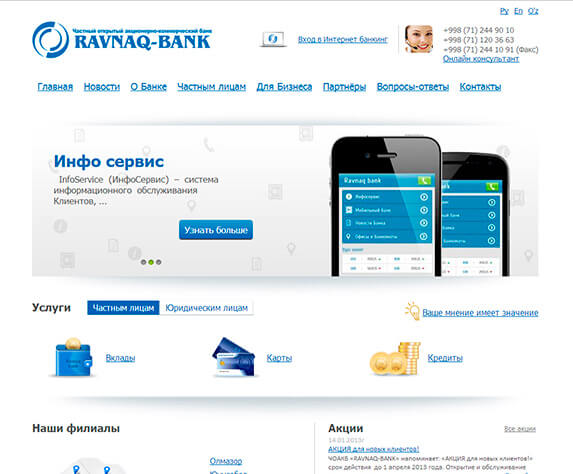 Ру En O'z
Частный открытый акционерно-коммерческий банк
RAVNAQ-BANK
Вход в Интернет банкинг
+998 (71) 244 90 10
+998 (71) 120 36 63
+998 (71) 244 10 91 (Факс)
Онлайн консультант
Главная Новости О Банке Частным лицам Для Бизнеса Партнёры Вопросы-ответы Контакты
Инфо сервис
InfoService (ИнфоСервис) – система
информационного обслуживания
Клиентов, ...
Узнать больше
Ravnaq bank
Инфосервис
Мобильный Банк
Новости Банка
Офисы и Банкоматы
Услуги
Частным лицам Юридическим лицам
Ваше мнение имеет значение
Вклады
Карты
Кредиты
Наши филиалы
Олмазор
Акции
Все акции
14.01.2013г
АКЦИЯ для новых клиентов!
ЧОАКБ «RAVNAQ-BANK» напоминает: «АКЦИЯ для новых клиентов!»
срок действия до 1 апреля 2013 года. Открытие и обслуживание